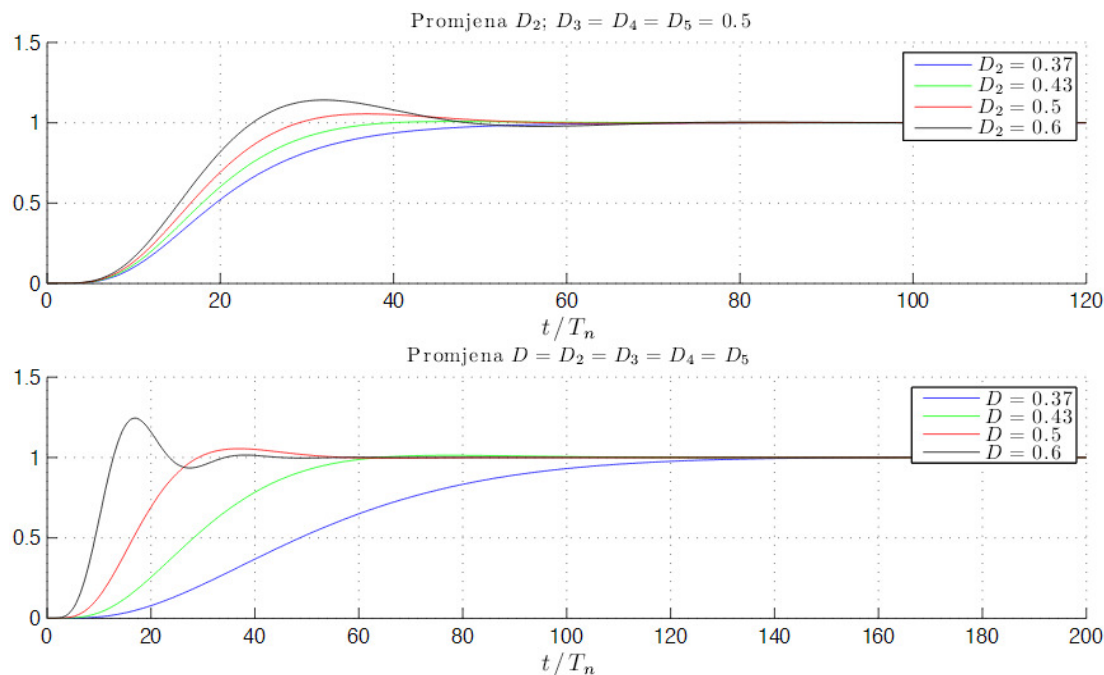 Promjena D₂; D₃ = D₄ = D₅ = 0.5
1.5
1
0.5
0
D₂ = 0.37
D₂ = 0.43
D₂ = 0.5
D₂ = 0.6
0 20 40 60 80 100 120
t/Tₙ
Promjena D = D₂ = D₃ = D₄ = D₅
1.5
1
0.5
0
D = 0.37
D = 0.43
D = 0.5
D = 0.6
0 20 40 60 80 100 120 140 160 180 200
t/Tₙ